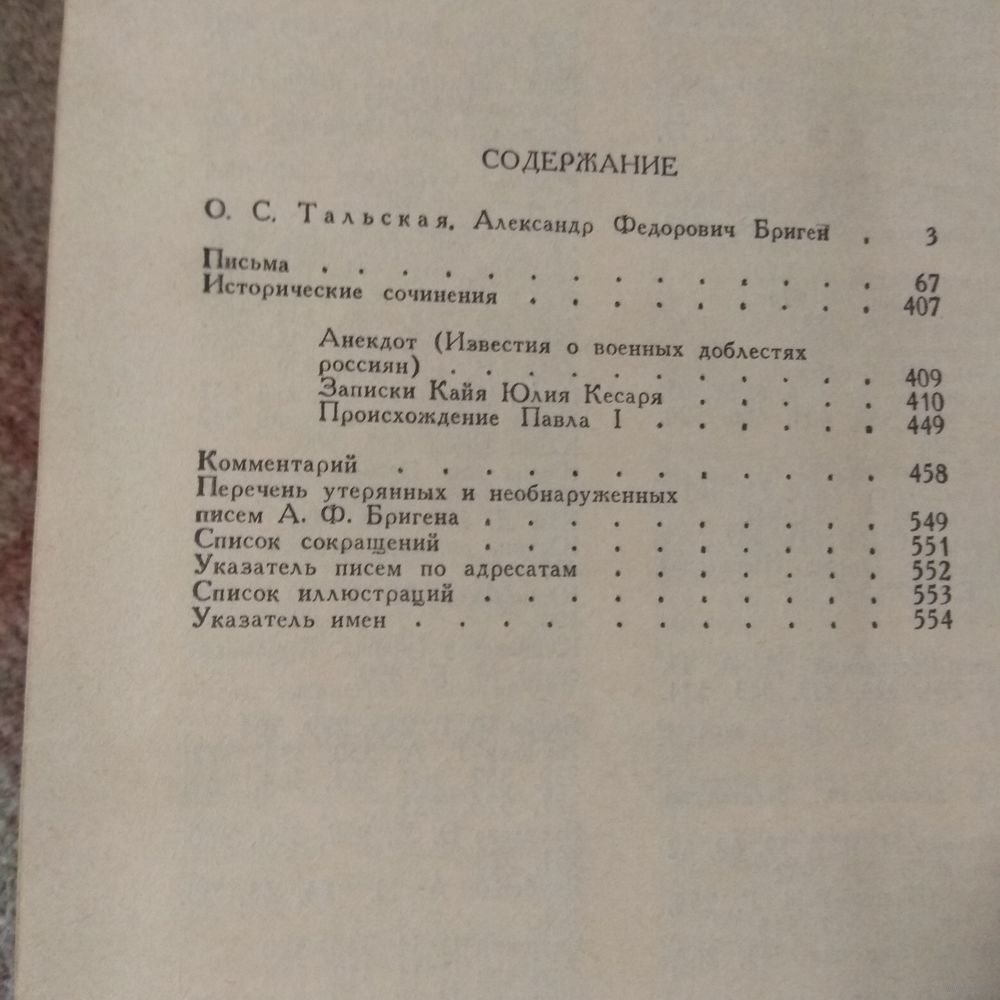 СОДЕРЖАНИЕ
О. С. Тальская. Александр Федорович Бриген . 3
Письма . . . . . . . . . . . . . . 67
Исторические сочинения . . . . . . . . . 407
Анекдот (Известия о военных доблестях
россиян) . . . . . . . . . . . 409
Записки Кайя Юлия Кесаря . . . . . 410
Происхождение Павла I . . . . . . 449
Комментарий . . . . . . . . . . . . 458
Перечень утерянных и необнаруженных
писем А. Ф. Бригена . . . . . . . . . . 549
Список сокращений . . . . . . . . . . 551
Указатель писем по адресатам . . . . . . . 552
Список иллюстраций . . . . . . . . . . 553
Указатель имен . . . . . . . . . . . 554